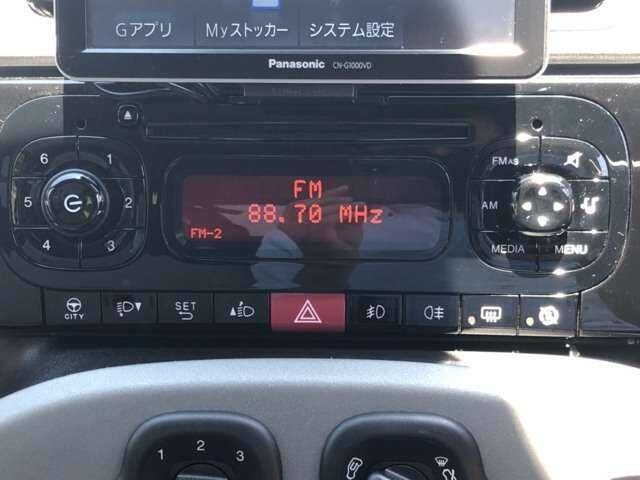 Gアプリ Myストッカー システム設定
Panasonic CN-G1000VD
6 1
5 2
4 3
FM
88.70 MHz
FM-2
FM AS
AM
MEDIA MENU
CITY SET
1 2 3